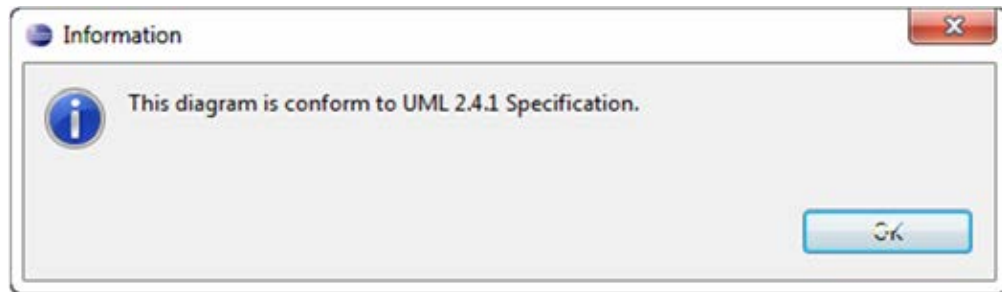 Information
This diagram is conform to UML 2.4.1 Specification.
OK